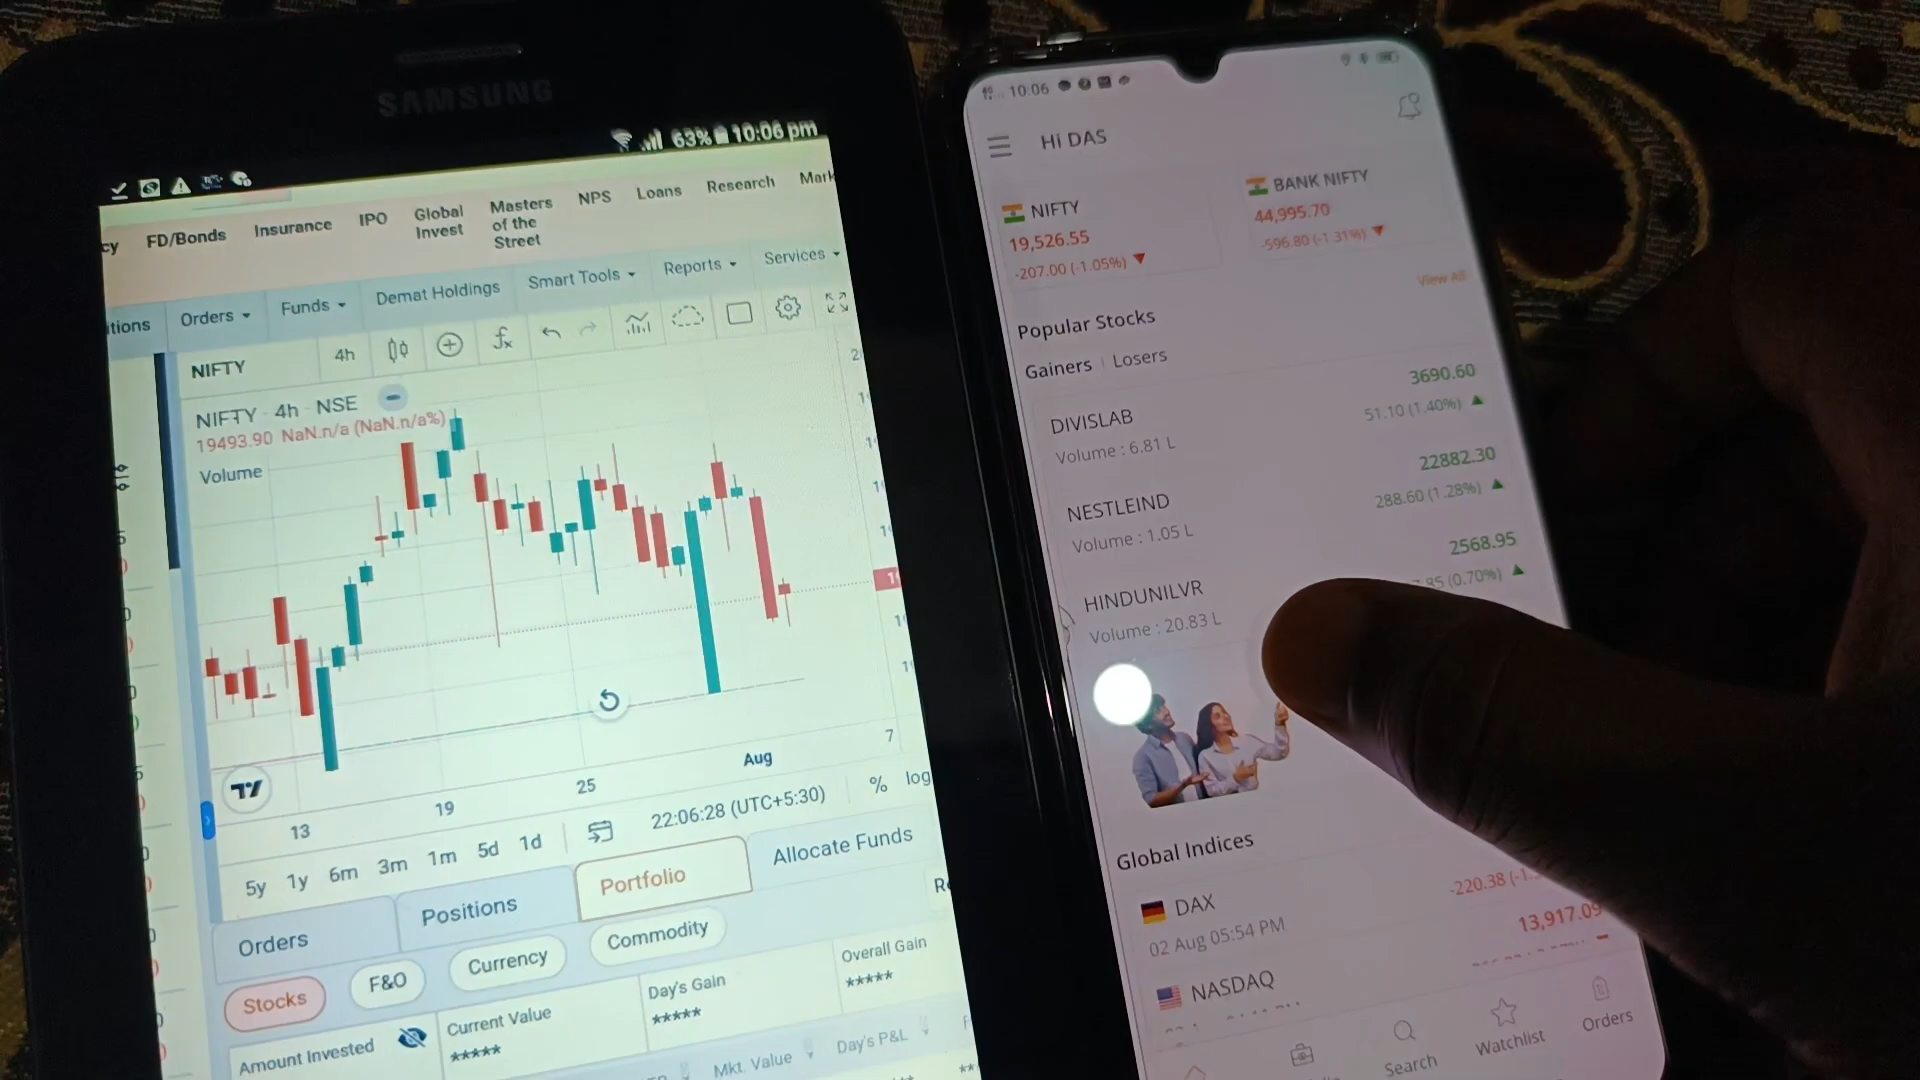 SAMSUNG
63% 10:06 pm
cy FD/Bonds Insurance IPO Global Invest Masters of the Street NPS Loans Research Mark
itions Orders Funds Demat Holdings Smart Tools Reports Services
NIFTY 4h
NIFTY · 4h · NSE
19493.90 NaN.n/a (NaN.n/a%)
Volume
13 19 25 Aug 7
5y 1y 6m 3m 1m 5d 1d 22:06:28 (UTC+5:30) % log
Orders Positions Portfolio Allocate Funds
Stocks F&O Currency Commodity
Amount Invested Current Value Day's Gain Overall Gain
***** ***** *****
Mkt. Value Day's P&L
10:06
Hi DAS
NIFTY
19,526.55
-207.00 (-1.05%)
BANK NIFTY
44,995.70
-596.80 (-1.31%)
View All
Popular Stocks
Gainers | Losers
DIVISLAB 3690.60
Volume : 6.81 L 51.10 (1.40%)
NESTLEIND 22882.30
Volume : 1.05 L 288.60 (1.28%)
HINDUNILVR 2568.95
Volume : 20.83 L (0.70%)
Global Indices
DAX
02 Aug 05:54 PM -220.38
NASDAQ 13,917.09
Search Watchlist Orders